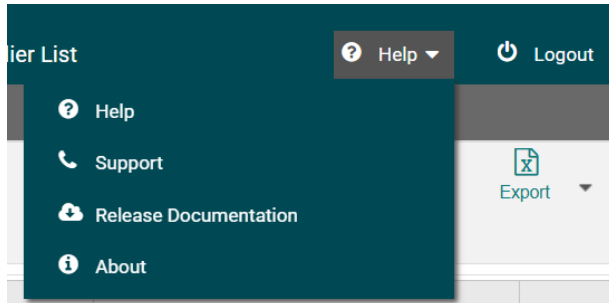 lier List
Help
Logout
Help
Support
Release Documentation
About
Export